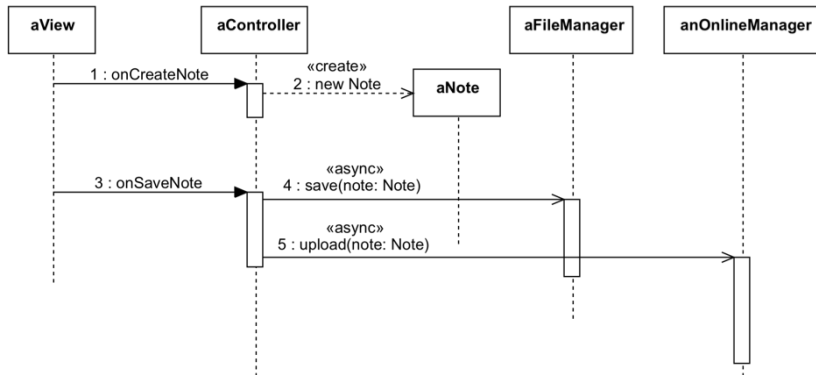 aView
aController
aFileManager
anOnlineManager
1 : onCreateNote
«create»
2 : new Note
aNote
3 : onSaveNote
«async»
4 : save(note: Note)
«async»
5 : upload(note: Note)